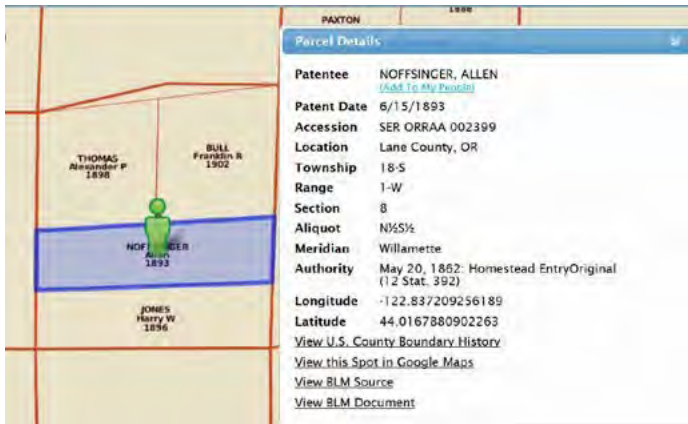 PAXTON
1898
THOMAS
Alexander P
1898
BULL
Franklin R
1902
Allen
1893
JONES
Harry W
1896
Parcel Details
Patentee NOFFSINGER, ALLEN
(Add To My People)
Patent Date 6/15/1893
Accession SER ORRAA 002399
Location Lane County, OR
Township 18-S
Range 1-W
Section 8
Aliquot N½S½
Meridian Willamette
Authority May 20, 1862: Homestead EntryOriginal
(12 Stat. 392)
Longitude -122.837209256189
Latitude 44.0167880902263
View U.S. County Boundary History
View this Spot in Google Maps
View BLM Source
View BLM Document